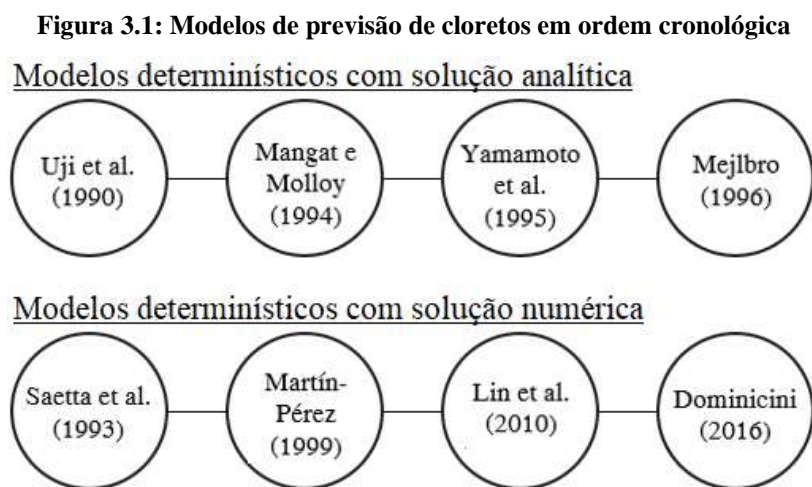 Figura 3.1: Modelos de previsão de cloretos em ordem cronológica
Modelos determinísticos com solução analítica
Uji et al.
(1990)
Mangat e
Molloy
(1994)
Yamamoto
et al.
(1995)
Mejlbro
(1996)
Modelos determinísticos com solução numérica
Saetta et al.
(1993)
Martín-
Pérez
(1999)
Lin et al.
(2010)
Dominicini
(2016)